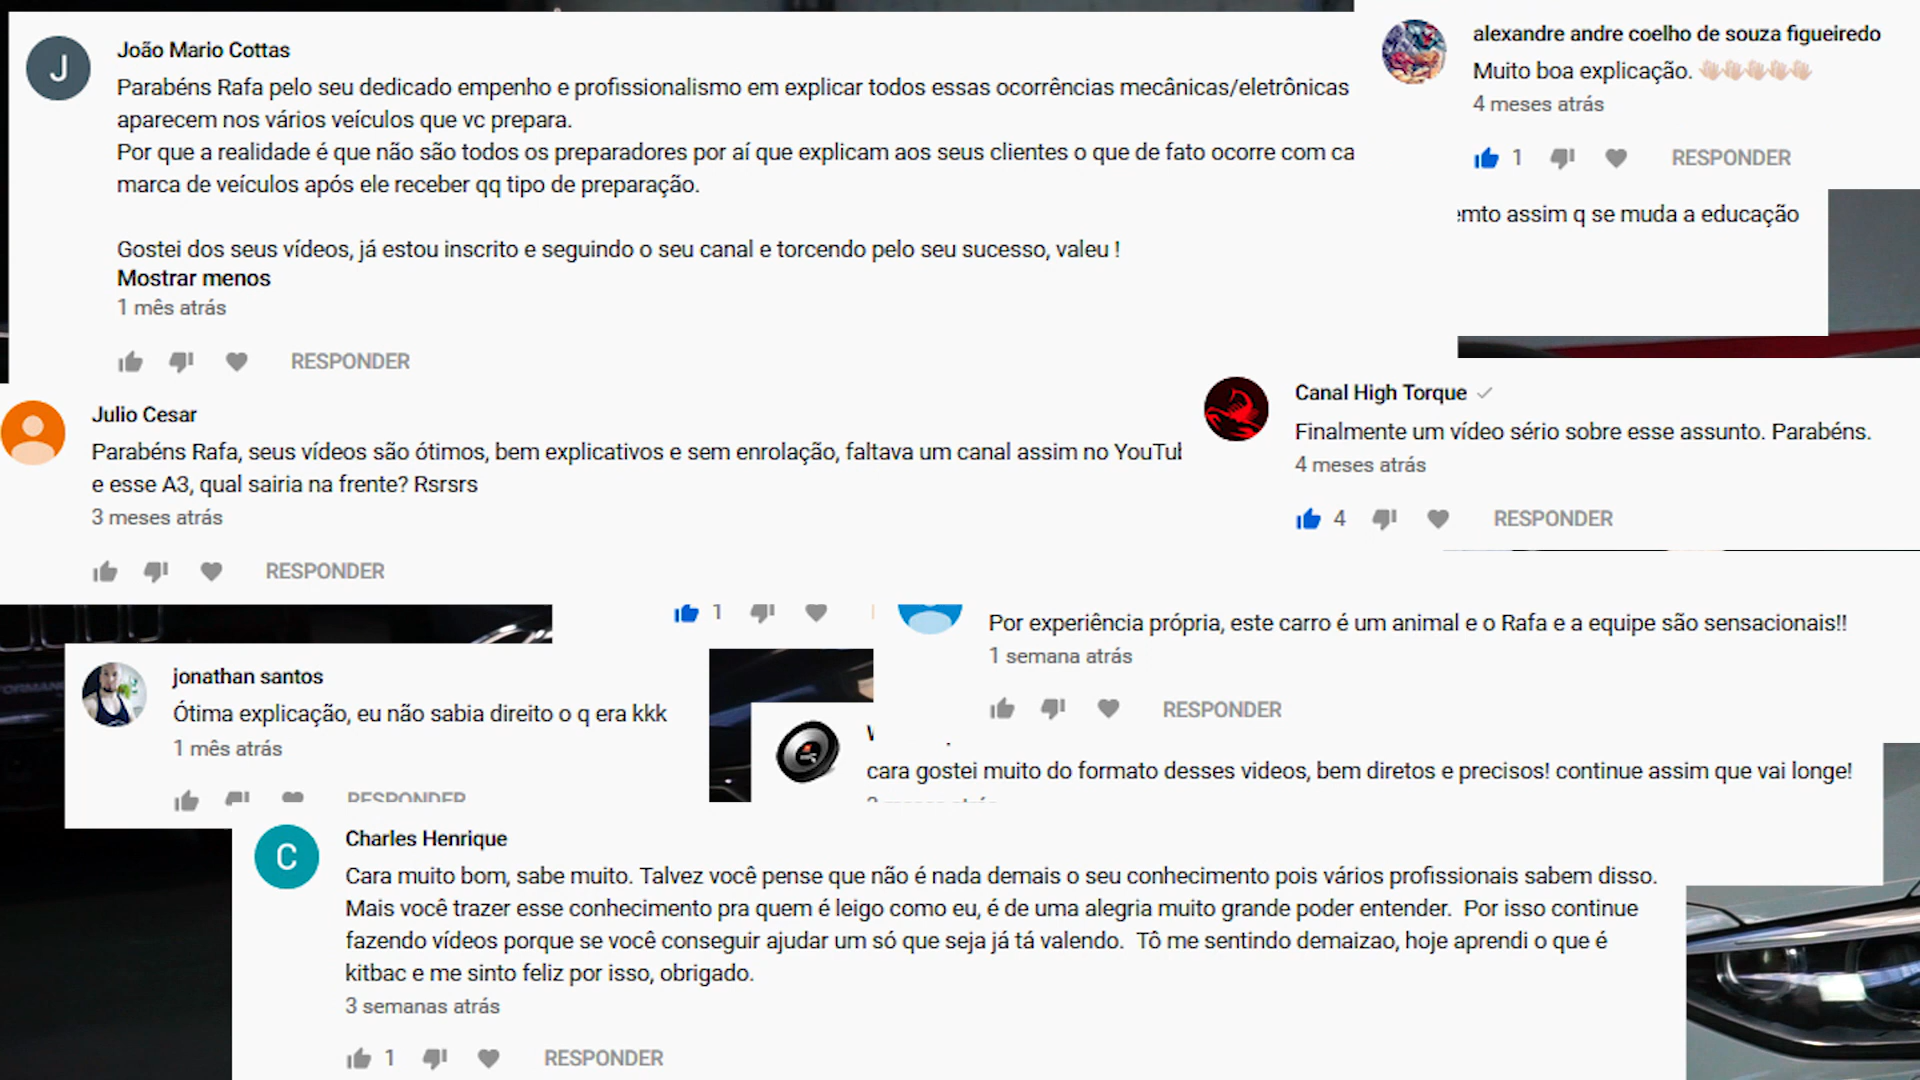 João Mario Cottas
Parabéns Rafa pelo seu dedicado empenho e profissionalismo em explicar todos essas ocorrências mecânicas/eletrônicas
aparecem nos vários veículos que vc prepara.
Por que a realidade é que não são todos os preparadores por aí que explicam aos seus clientes o que de fato ocorre com ca
marca de veículos após ele receber qq tipo de preparação.
Gostei dos seus vídeos, já estou inscrito e seguindo o seu canal e torcendo pelo seu sucesso, valeu !
Mostrar menos
1 mês atrás
RESPONDER
alexandre andre coelho de souza figueiredo
Muito boa explicação. 👋🏻👋🏻👋🏻👋🏻👋🏻
4 meses atrás
1 RESPONDER
emto assim q se muda a educação
Julio Cesar
Parabéns Rafa, seus vídeos são ótimos, bem explicativos e sem enrolação, faltava um canal assim no YouTu
e esse A3, qual sairia na frente? Rsrsrs
3 meses atrás
RESPONDER
Canal High Torque
Finalmente um vídeo sério sobre esse assunto. Parabéns.
4 meses atrás
4 RESPONDER
1
Por experiência própria, este carro é um animal e o Rafa e a equipe são sensacionais!!
1 semana atrás
RESPONDER
jonathan santos
Ótima explicação, eu não sabia direito o q era kkk
1 mês atrás
RESPONDER
cara gostei muito do formato desses videos, bem diretos e precisos! continue assim que vai longe!
C
Charles Henrique
Cara muito bom, sabe muito. Talvez você pense que não é nada demais o seu conhecimento pois vários profissionais sabem disso.
Mais você trazer esse conhecimento pra quem é leigo como eu, é de uma alegria muito grande poder entender. Por isso continue
fazendo vídeos porque se você conseguir ajudar um só que seja já tá valendo. Tô me sentindo demaizao, hoje aprendi o que é
kitbac e me sinto feliz por isso, obrigado.
3 semanas atrás
1 RESPONDER